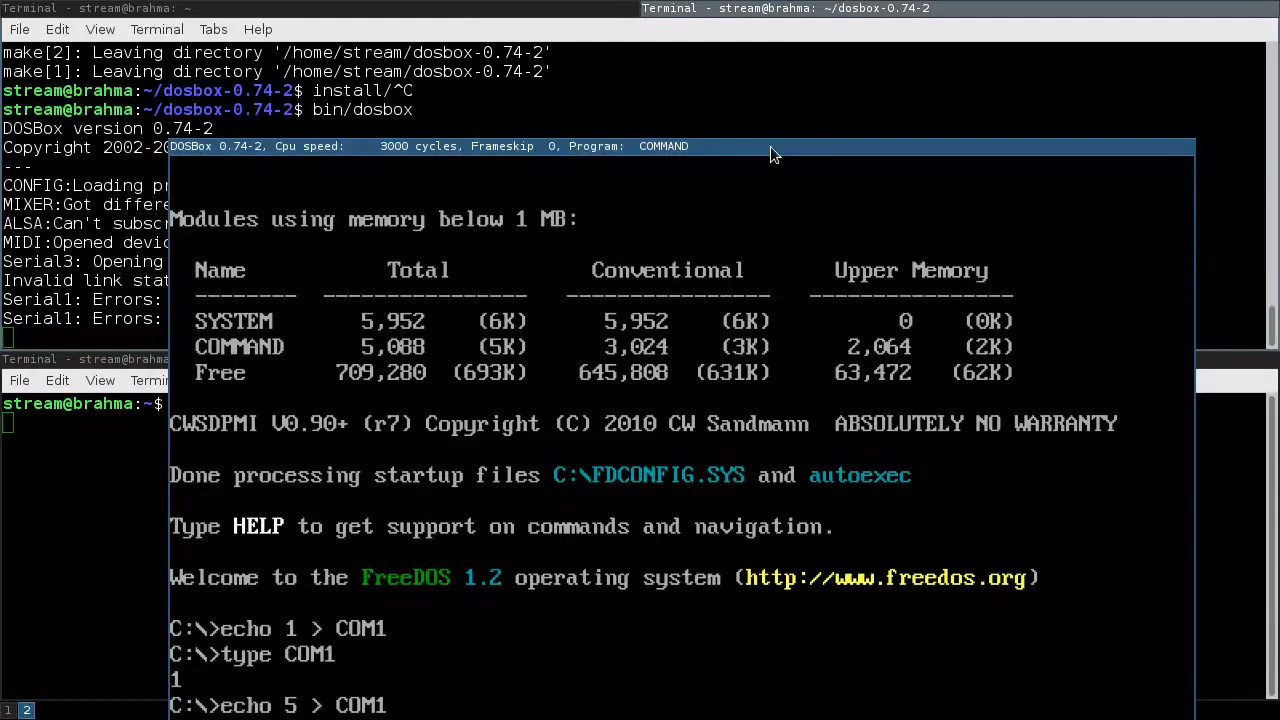 Terminal - stream@brahma: ~
Terminal - stream@brahma: ~/dosbox-0.74-2
File Edit View Terminal Tabs Help
make[2]: Leaving directory '/home/stream/dosbox-0.74-2'
make[1]: Leaving directory '/home/stream/dosbox-0.74-2'
stream@brahma:~/dosbox-0.74-2$ install/^C
stream@brahma:~/dosbox-0.74-2$ bin/dosbox
DOSBox version 0.74-2
Copyright 2002-20
---
CONFIG:Loading pr
MIXER:Got differe
ALSA:Can't subscr
MIDI:Opened devic
Serial3: Opening
Invalid link stat
Serial1: Errors:
Serial1: Errors:
Terminal - stream@brahma
File Edit View Termin
stream@brahma:~$
DOSBox 0.74-2, Cpu speed: 3000 cycles, Frameskip 0, Program: COMMAND
Modules using memory below 1 MB:
Name Total Conventional Upper Memory
-------- ---------------- ---------------- ----------------
SYSTEM 5,952 (6K) 5,952 (6K) 0 (0K)
COMMAND 5,088 (5K) 3,024 (3K) 2,064 (2K)
Free 709,280 (693K) 645,808 (631K) 63,472 (62K)
CWSDPMI V0.90+ (r7) Copyright (C) 2010 CW Sandmann ABSOLUTELY NO WARRANTY
Done processing startup files C:\FDCONFIG.SYS and autoexec
Type HELP to get support on commands and navigation.
Welcome to the FreeDOS 1.2 operating system (http://www.freedos.org)
C:\>echo 1 > COM1
C:\>type COM1
1
C:\>echo 5 > COM1
1 2